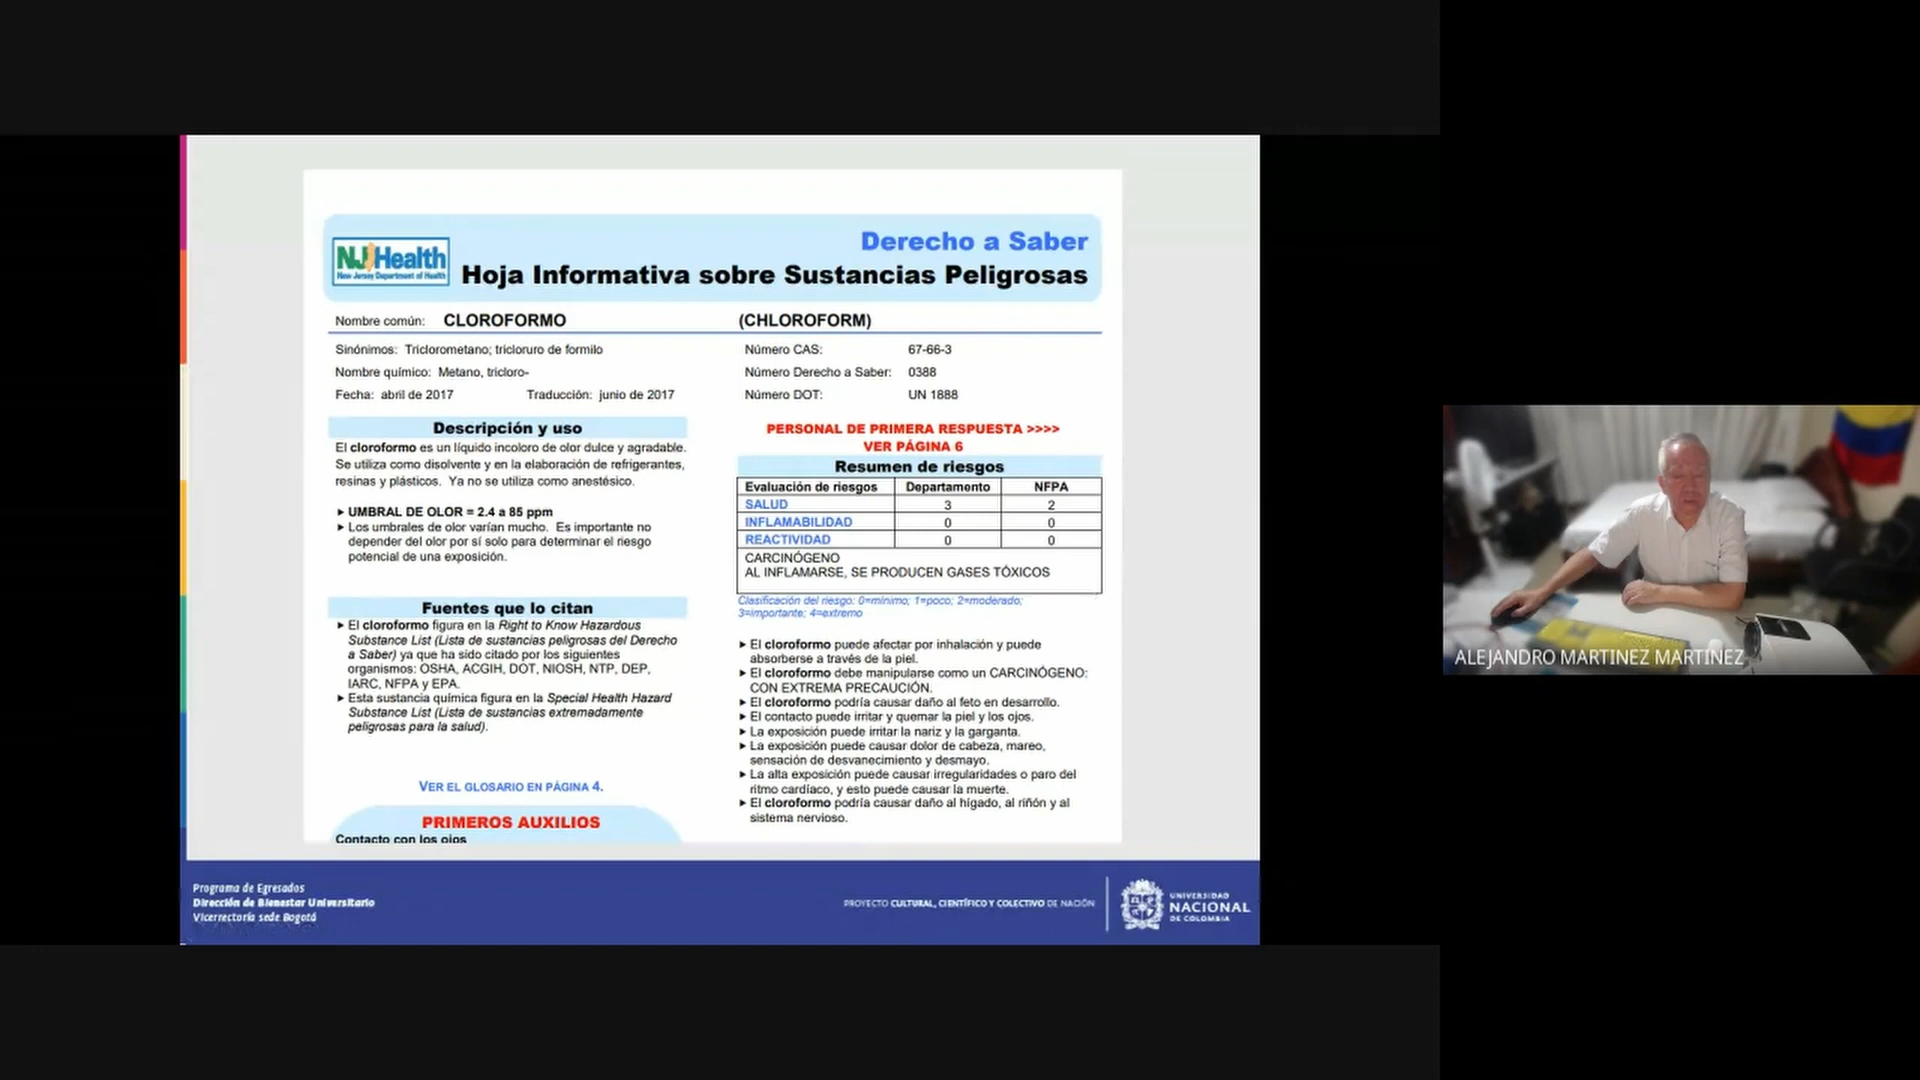 NJHealth
New Jersey Department of Health
Derecho a Saber
Hoja Informativa sobre Sustancias Peligrosas
Nombre común: CLOROFORMO
(CHLOROFORM)
Sinónimos: Triclorometano; tricloruro de formilo
Nombre químico: Metano, tricloro-
Fecha: abril de 2017 Traducción: junio de 2017
Número CAS: 67-66-3
Número Derecho a Saber: 0388
Número DOT: UN 1888
Descripción y uso
El cloroformo es un líquido incoloro de olor dulce y agradable.
Se utiliza como disolvente y en la elaboración de refrigerantes,
resinas y plásticos. Ya no se utiliza como anestésico.
▸ UMBRAL DE OLOR = 2.4 a 85 ppm
▸ Los umbrales de olor varían mucho. Es importante no
depender del olor por sí solo para determinar el riesgo
potencial de una exposición.
Fuentes que lo citan
▸ El cloroformo figura en la Right to Know Hazardous
Substance List (Lista de sustancias peligrosas del Derecho
a Saber) ya que ha sido citado por los siguientes
organismos: OSHA, ACGIH, DOT, NIOSH, NTP, DEP,
IARC, NFPA y EPA.
▸ Esta sustancia química figura en la Special Health Hazard
Substance List (Lista de sustancias extremadamente
peligrosas para la salud).
VER EL GLOSARIO EN PÁGINA 4.
PRIMEROS AUXILIOS
Contacto con los ojos
PERSONAL DE PRIMERA RESPUESTA >>>>
VER PÁGINA 6
Resumen de riesgos
Evaluación de riesgos Departamento NFPA
SALUD 3 2
INFLAMABILIDAD 0 0
REACTIVIDAD 0 0
CARCINÓGENO
AL INFLAMARSE, SE PRODUCEN GASES TÓXICOS
Clasificación del riesgo: 0=mínimo; 1=poco; 2=moderado;
3=importante; 4=extremo
▸ El cloroformo puede afectar por inhalación y puede
absorberse a través de la piel.
▸ El cloroformo debe manipularse como un CARCINÓGENO:
CON EXTREMA PRECAUCIÓN.
▸ El cloroformo podría causar daño al feto en desarrollo.
▸ El contacto puede irritar y quemar la piel y los ojos.
▸ La exposición puede irritar la nariz y la garganta.
▸ La exposición puede causar dolor de cabeza, mareo,
sensación de desvanecimiento y desmayo.
▸ La alta exposición puede causar irregularidades o paro del
ritmo cardíaco, y esto puede causar la muerte.
▸ El cloroformo podría causar daño al hígado, al riñón y al
sistema nervioso.
Programa de Egresados
Dirección de Bienestar Universitario
Vicerrectoría sede Bogotá
PROYECTO CULTURAL, CIENTÍFICO Y COLECTIVO DE NACIÓN
UNIVERSIDAD
NACIONAL
DE COLOMBIA
ALEJANDRO MARTINEZ MARTÍNEZ